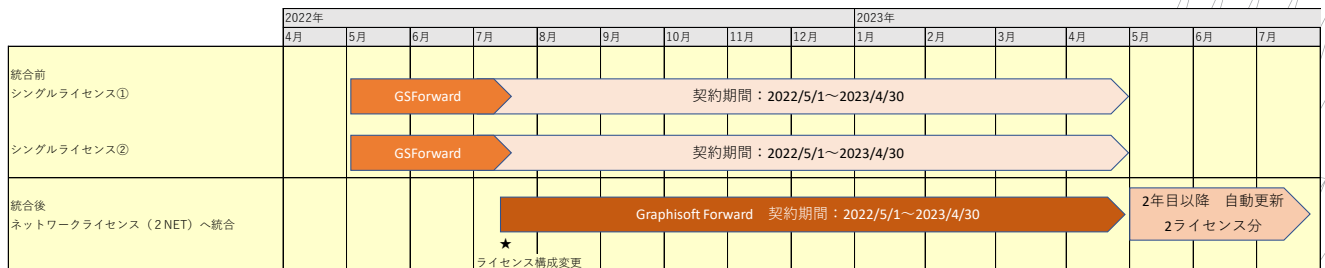 2022年 2023年
4月 5月 6月 7月 8月 9月 10月 11月 12月 1月 2月 3月 4月 5月 6月 7月
統合前
シングルライセンス①
GSForward 契約期間：2022/5/1～2023/4/30
シングルライセンス②
GSForward 契約期間：2022/5/1～2023/4/30
統合後
ネットワークライセンス（２NET）へ統合
Graphisoft Forward 契約期間：2022/5/1～2023/4/30
2年目以降 自動更新
2ライセンス分
★
ライセンス構成変更